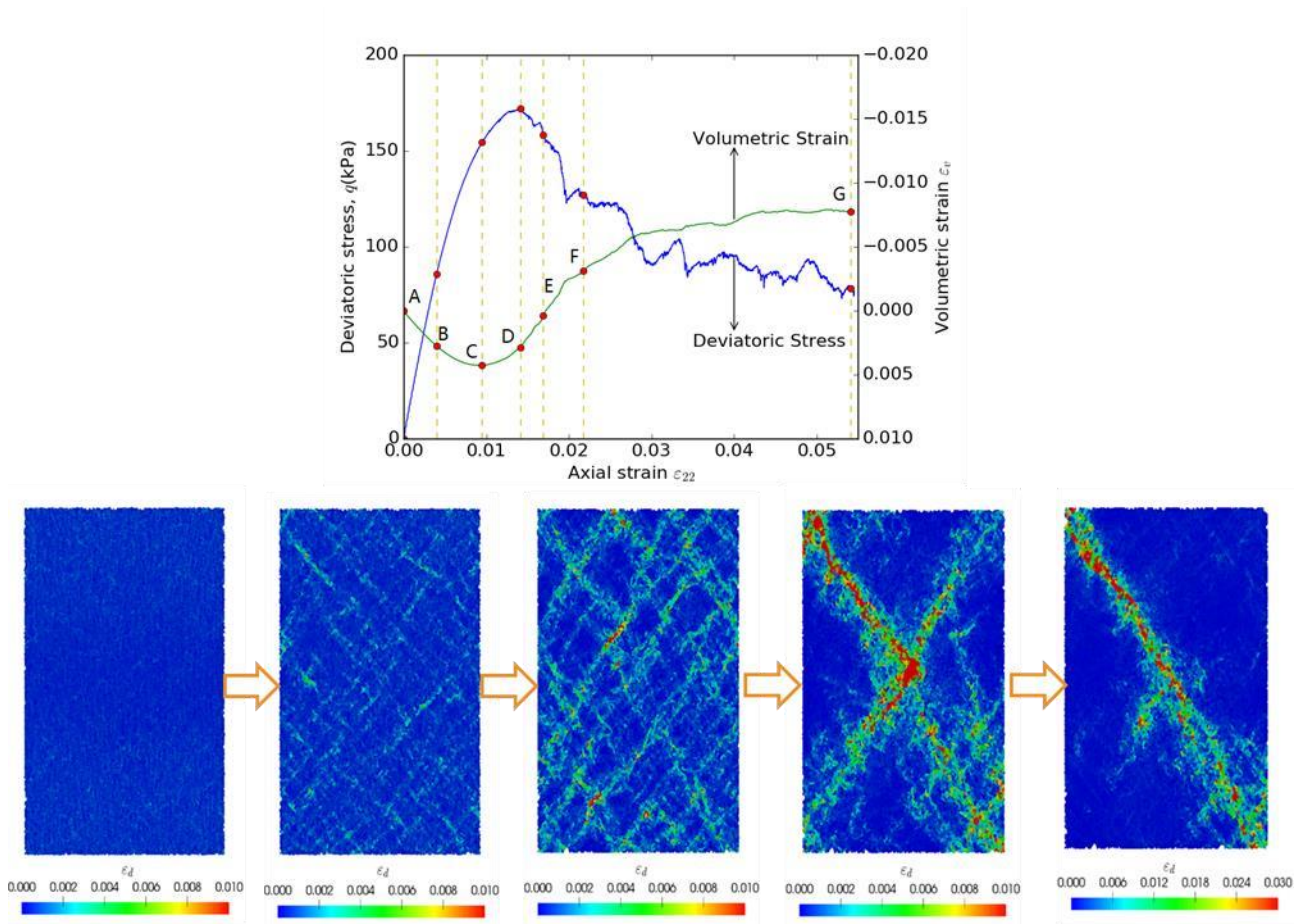 200
150
100
50
0
Deviatoric stress, q(kPa)
−0.020
−0.015
−0.010
−0.005
0.000
0.005
0.010
Volumetric strain εᵥ
Volumetric Strain
Deviatoric Stress
A
B
C
D
E
F
G
0.00 0.01 0.02 0.03 0.04 0.05
Axial strain ε₂₂
ε_d
0.000 0.002 0.004 0.006 0.008 0.010
ε_d
0.000 0.002 0.004 0.006 0.008 0.010
ε_d
0.000 0.002 0.004 0.006 0.008 0.010
ε_d
0.000 0.002 0.004 0.006 0.008 0.010
ε_d
0.000 0.006 0.012 0.018 0.024 0.030